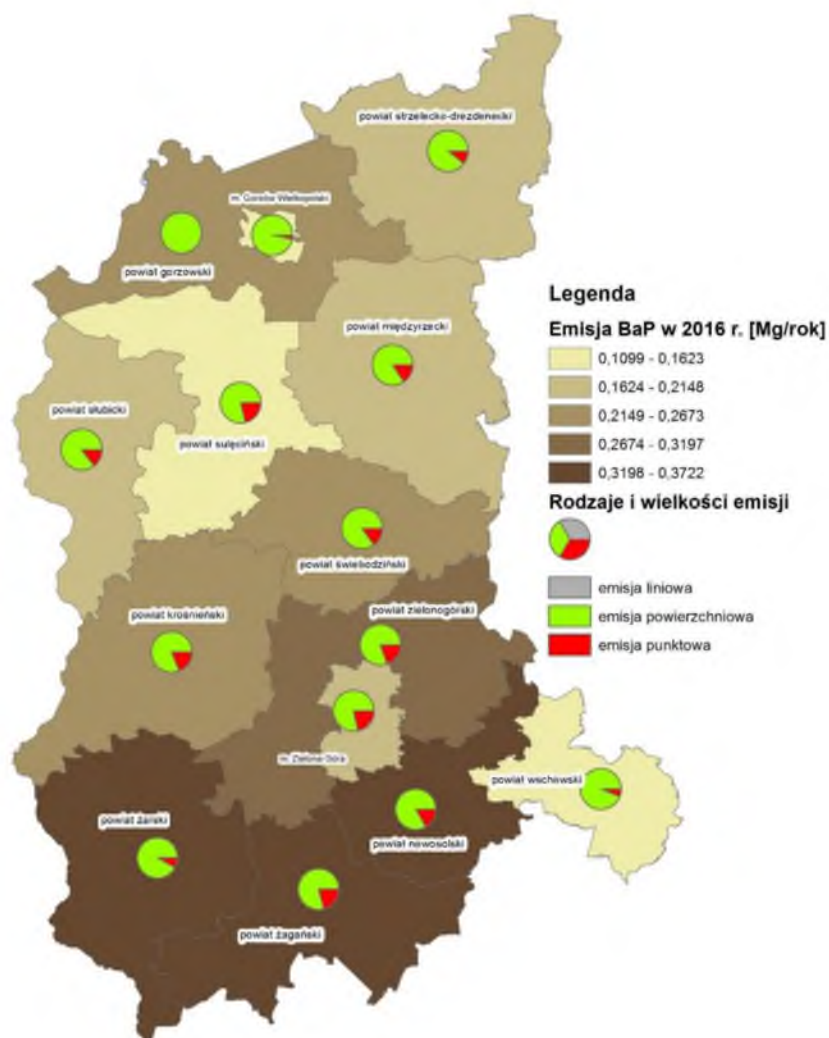 powiat strzelecko-drezdenecki
m. Gorzów Wielkopolski
powiat gorzowski
powiat międzyrzecki
powiat słubicki
powiat sulęciński
powiat świebodziński
powiat krośnieński
powiat zielonogórski
m. Zielona Góra
powiat wschowski
powiat żarski
powiat nowosolski
powiat żagański
Legenda
Emisja BaP w 2016 r. [Mg/rok]
0,1099 - 0,1623
0,1624 - 0,2148
0,2149 - 0,2673
0,2674 - 0,3197
0,3198 - 0,3722
Rodzaje i wielkości emisji
emisja liniowa
emisja powierzchniowa
emisja punktowa